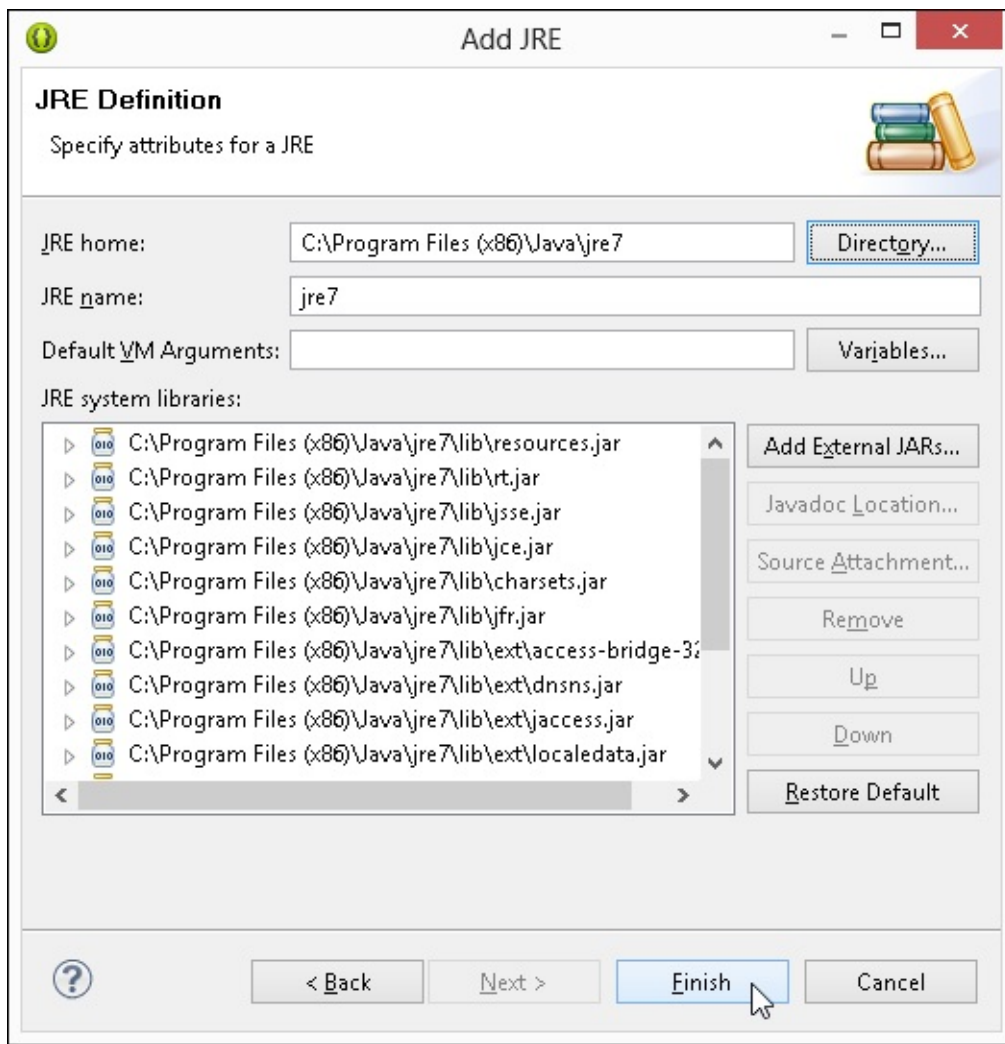 Add JRE
JRE Definition
Specify attributes for a JRE
JRE home: C:\Program Files (x86)\Java\jre7 Directory...
JRE name: jre7
Default VM Arguments: Variables...
JRE system libraries:
C:\Program Files (x86)\Java\jre7\lib\resources.jar
C:\Program Files (x86)\Java\jre7\lib\rt.jar
C:\Program Files (x86)\Java\jre7\lib\jsse.jar
C:\Program Files (x86)\Java\jre7\lib\jce.jar
C:\Program Files (x86)\Java\jre7\lib\charsets.jar
C:\Program Files (x86)\Java\jre7\lib\jfr.jar
C:\Program Files (x86)\Java\jre7\lib\ext\access-bridge-32
C:\Program Files (x86)\Java\jre7\lib\ext\dnsns.jar
C:\Program Files (x86)\Java\jre7\lib\ext\jaccess.jar
C:\Program Files (x86)\Java\jre7\lib\ext\localedata.jar
Add External JARs...
Javadoc Location...
Source Attachment...
Remove
Up
Down
Restore Default
? < Back Next > Finish Cancel